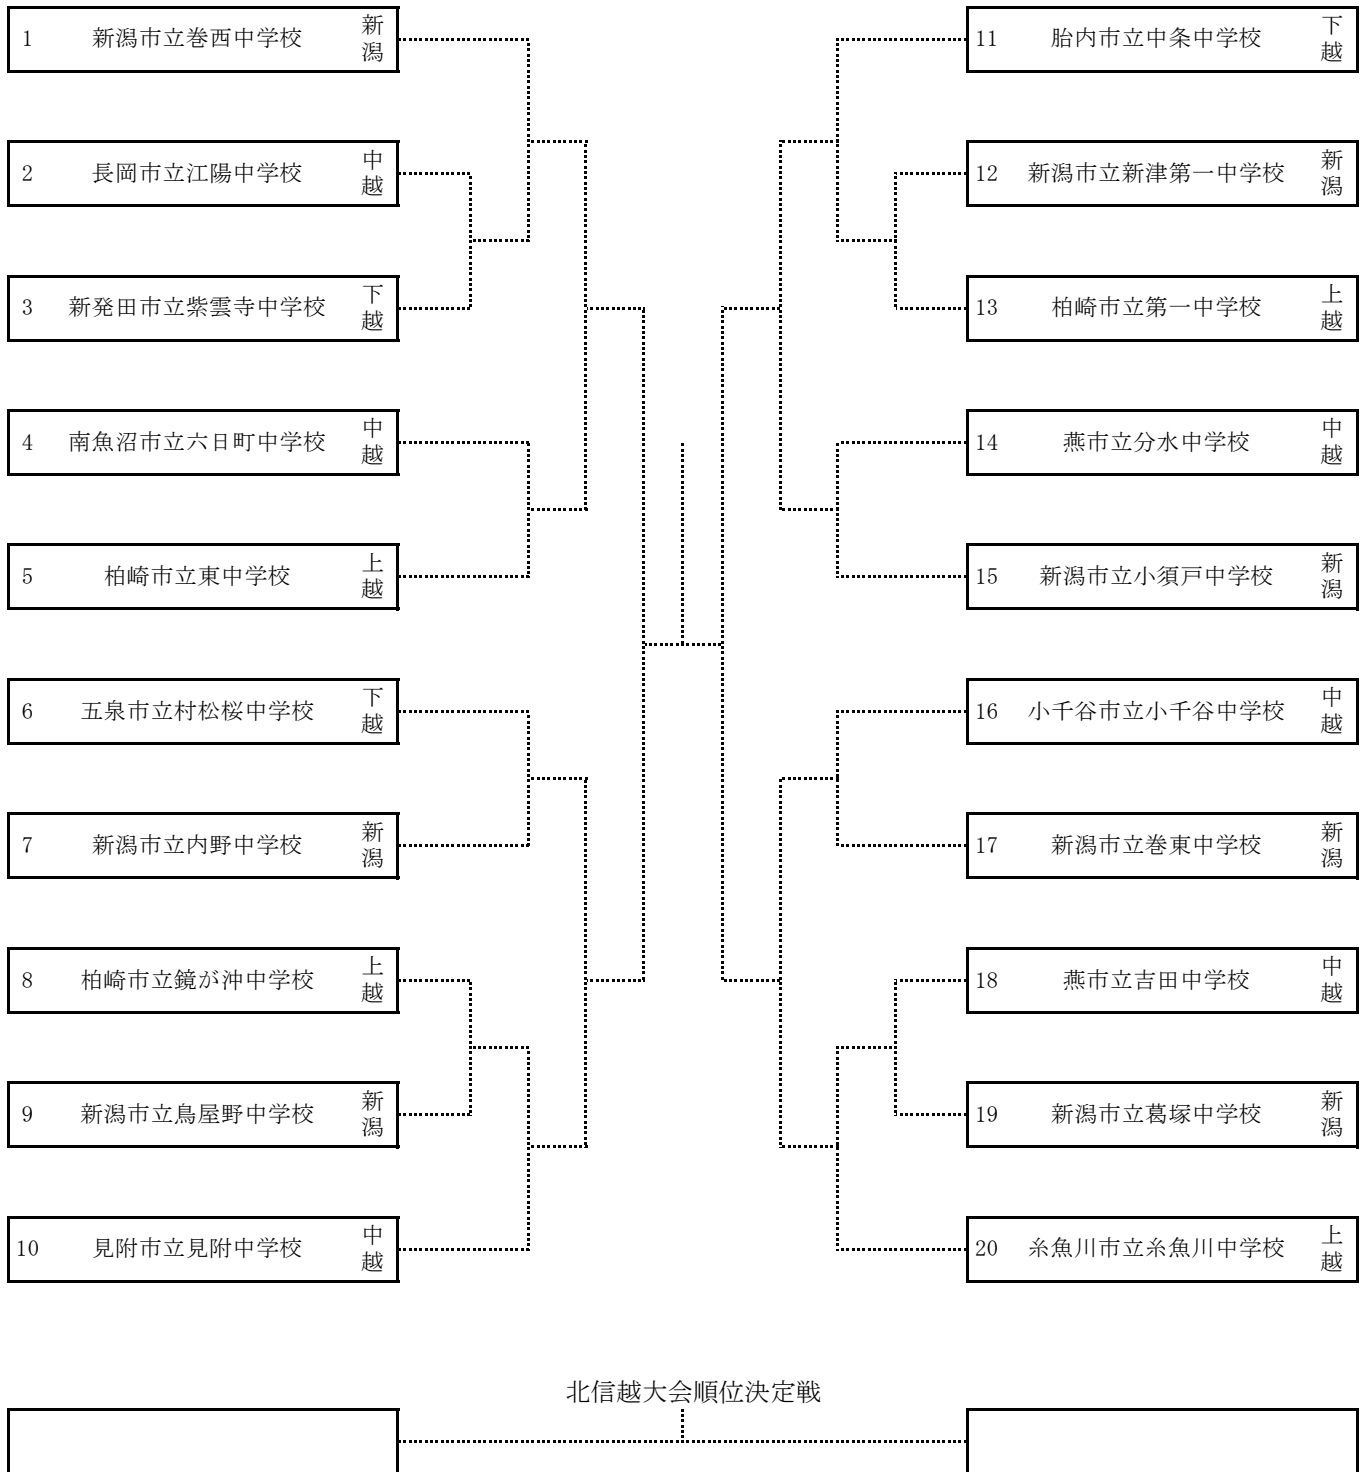 1 新潟市立巻西中学校 新潟
2 長岡市立江陽中学校 中越
3 新発田市立紫雲寺中学校 下越
4 南魚沼市立六日町中学校 中越
5 柏崎市立東中学校 上越
6 五泉市立村松桜中学校 下越
7 新潟市立内野中学校 新潟
8 柏崎市立鏡が沖中学校 上越
9 新潟市立鳥屋野中学校 新潟
10 見附市立見附中学校 中越
11 胎内市立中条中学校 下越
12 新潟市立新津第一中学校 新潟
13 柏崎市立第一中学校 上越
14 燕市立分水中学校 中越
15 新潟市立小須戸中学校 新潟
16 小千谷市立小千谷中学校 中越
17 新潟市立巻東中学校 新潟
18 燕市立吉田中学校 中越
19 新潟市立葛塚中学校 新潟
20 糸魚川市立糸魚川中学校 上越
北信越大会順位決定戦